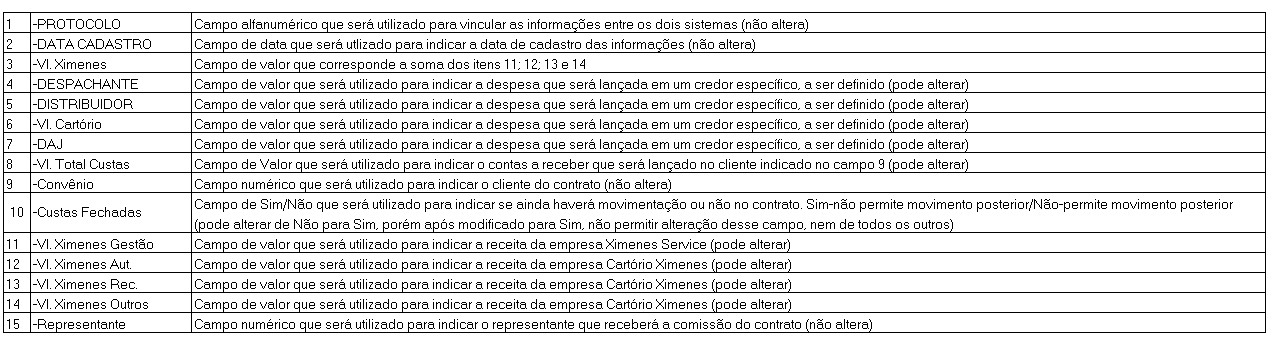 1 -PROTOCOLO Campo alfanumérico que será utilizado para vincular as informações entre os dois sistemas (não altera)
2 -DATA CADASTRO Campo de data que será utlizado para indicar a data de cadastro das informações (não altera)
3 -Vl. Ximenes Campo de valor que corresponde a soma dos itens 11; 12; 13 e 14
4 -DESPACHANTE Campo de valor que será utilizado para indicar a despesa que será lançada em um credor específico, a ser definido (pode alterar)
5 -DISTRIBUIDOR Campo de valor que será utilizado para indicar a despesa que será lançada em um credor específico, a ser definido (pode alterar)
6 -Vl. Cartório Campo de valor que será utilizado para indicar a despesa que será lançada em um credor específico, a ser definido (pode alterar)
7 -DAJ Campo de valor que será utilizado para indicar a despesa que será lançada em um credor específico, a ser definido (pode alterar)
8 -Vl. Total Custas Campo de Valor que será utilizado para indicar o contas a receber que será lançado no cliente indicado no campo 9 (pode alterar)
9 -Convênio Campo numérico que será utilizado para indicar o cliente do contrato (não altera)
10 -Custas Fechadas Campo de Sim/Não que será utilizado para indicar se ainda haverá movimentação ou não no contrato. Sim-não permite movimento posterior/Não-permite movimento posterior
(pode alterar de Não para Sim, porém após modificado para Sim, não permitir alteração desse campo, nem de todos os outros)
11 -Vl. Ximenes Gestão Campo de valor que será utilizado para indicar a receita da empresa Ximenes Service (pode alterar)
12 -Vl. Ximenes Aut. Campo de valor que será utilizado para indicar a receita da empresa Cartório Ximenes (pode alterar)
13 -Vl. Ximenes Rec. Campo de valor que será utilizado para indicar a receita da empresa Cartório Ximenes (pode alterar)
14 -Vl. Ximenes Outros Campo de valor que será utilizado para indicar a receita da empresa Cartório Ximenes (pode alterar)
15 -Representante Campo numérico que será utilizado para indicar o representante que receberá a comissão do contrato (não altera)